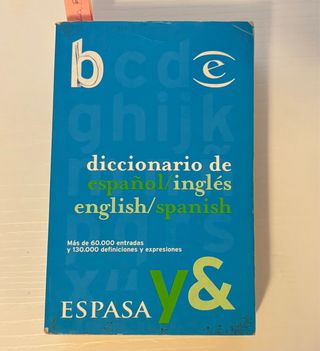 b
e
c d
g h i j k
diccionario de
español/inglés
english/spanish
Más de 60.000 entradas
y 130.000 definiciones y expresiones
y&
ESPASA